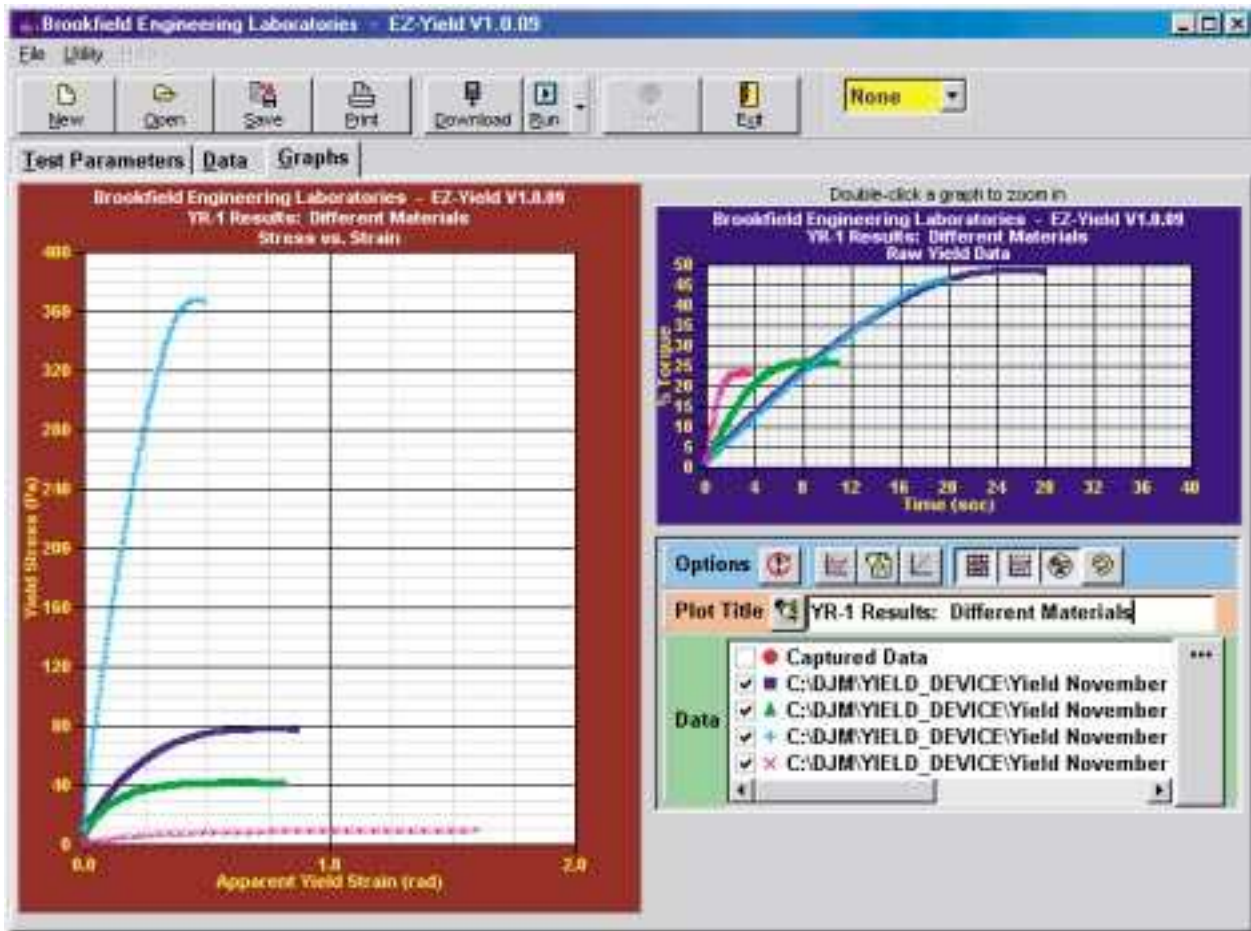 Brookfield Engineering Laboratories - EZ-Yield V1.0.09
File Utility
New Open Save Print Download Run Exit None
Test Parameters Data Graphs
Brookfield Engineering Laboratories - EZ-Yield V1.0.09
YR-1 Results: Different Materials
Stress vs. Strain
400
360
320
280
240
200
160
120
80
40
0
Yield Stress (Pa)
0.0 1.0 2.0
Apparent Yield Strain (rad)
Double-click a graph to zoom in
Brookfield Engineering Laboratories - EZ-Yield V1.0.09
YR-1 Results: Different Materials
Raw Yield Data
50
45
40
35
30
25
20
15
10
5
0
% Torque
0 4 8 12 16 20 24 28 32 36 40
Time (sec)
Options
Plot Title YR-1 Results: Different Materials
Data
Captured Data
C:\DJM\YIELD_DEVICE\Yield November
C:\DJM\YIELD_DEVICE\Yield November
C:\DJM\YIELD_DEVICE\Yield November
C:\DJM\YIELD_DEVICE\Yield November
...